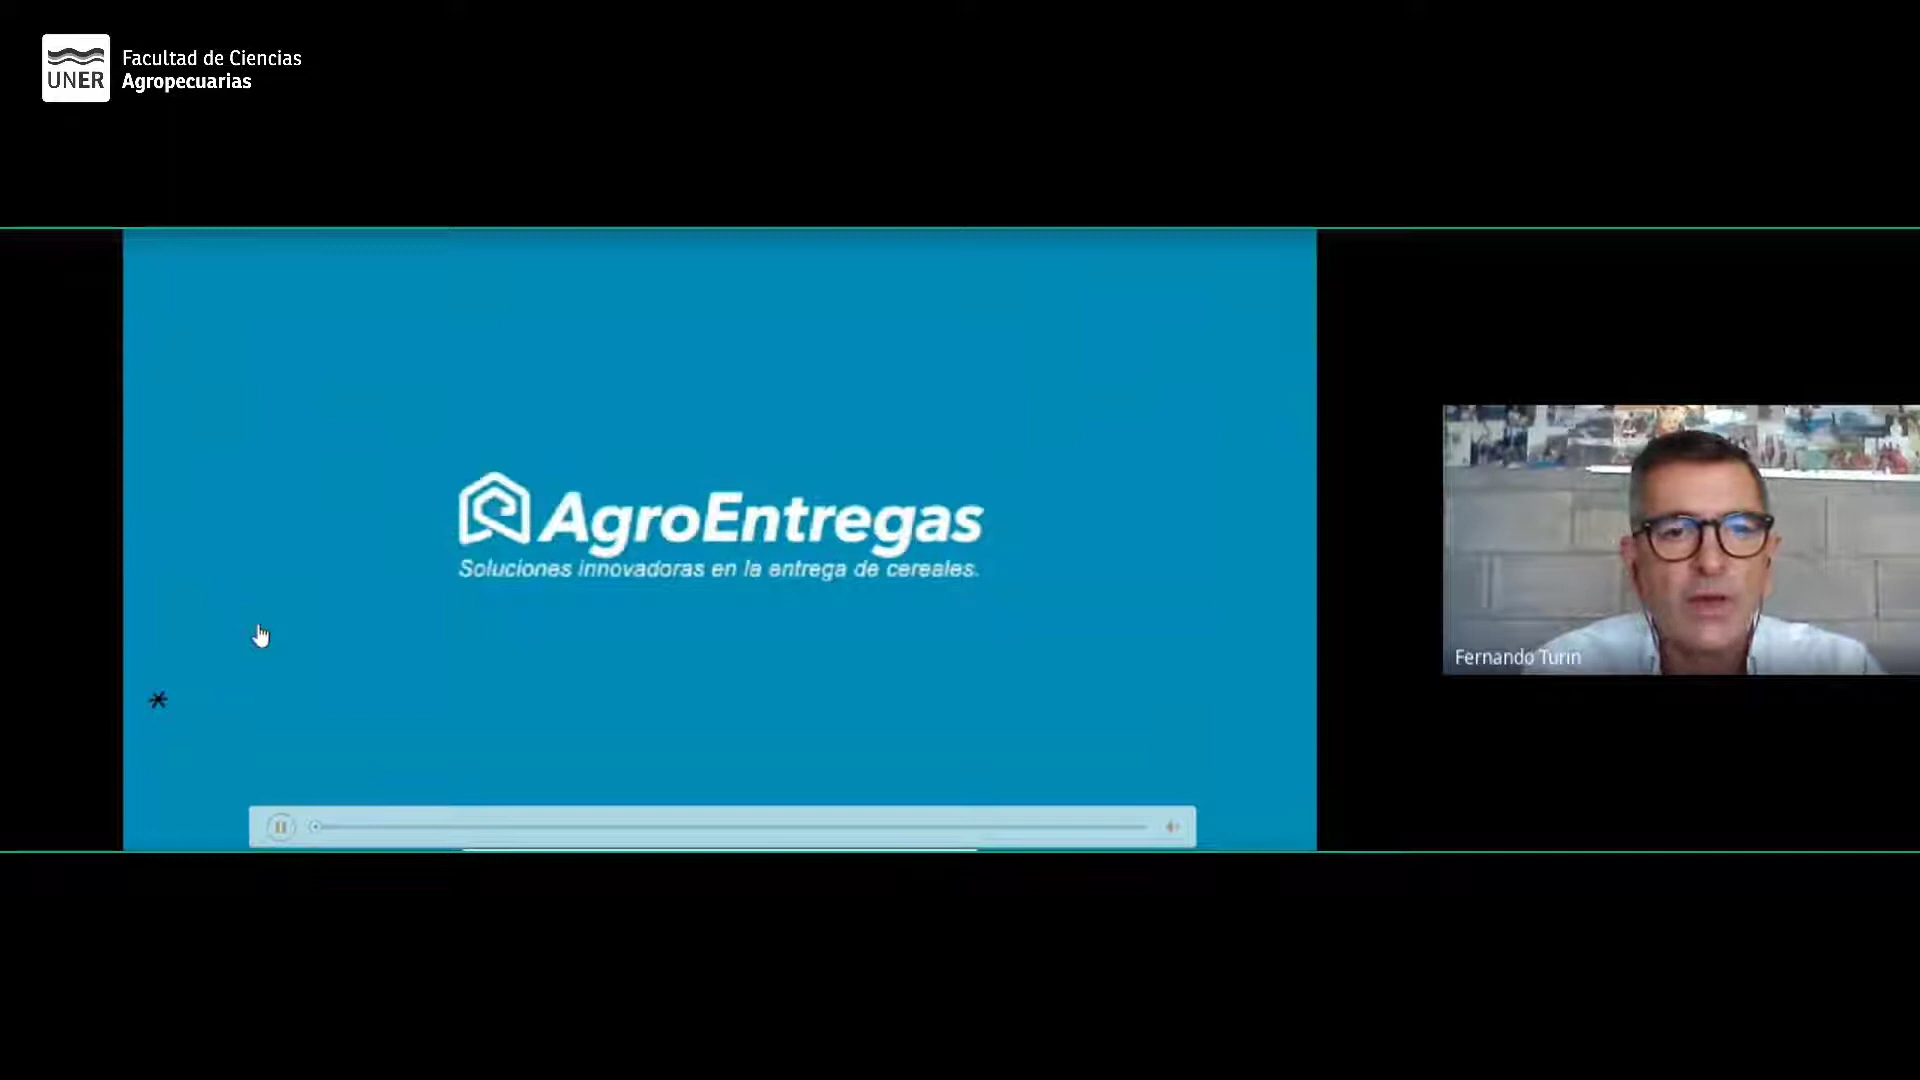 UNER
Facultad de Ciencias
Agropecuarias
AgroEntregas
Soluciones innovadoras en la entrega de cereales.
*
Fernando Turin